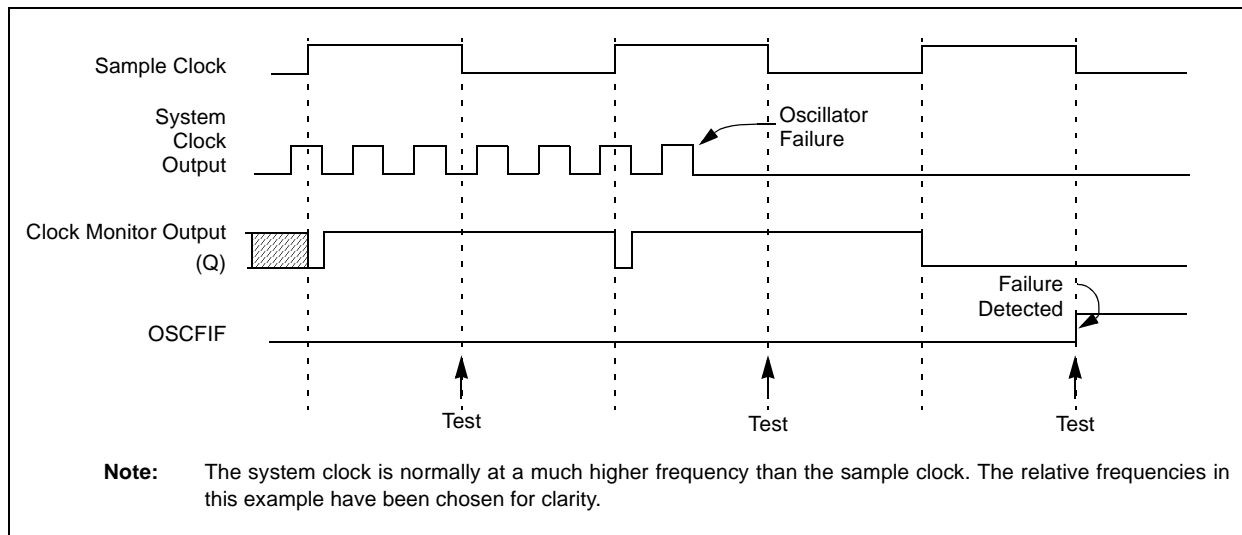 Sample Clock
System
Clock
Output
Oscillator
Failure
Clock Monitor Output
(Q)
Failure
Detected
OSCFIF
Test
Test
Test
Note: The system clock is normally at a much higher frequency than the sample clock. The relative frequencies in
this example have been chosen for clarity.